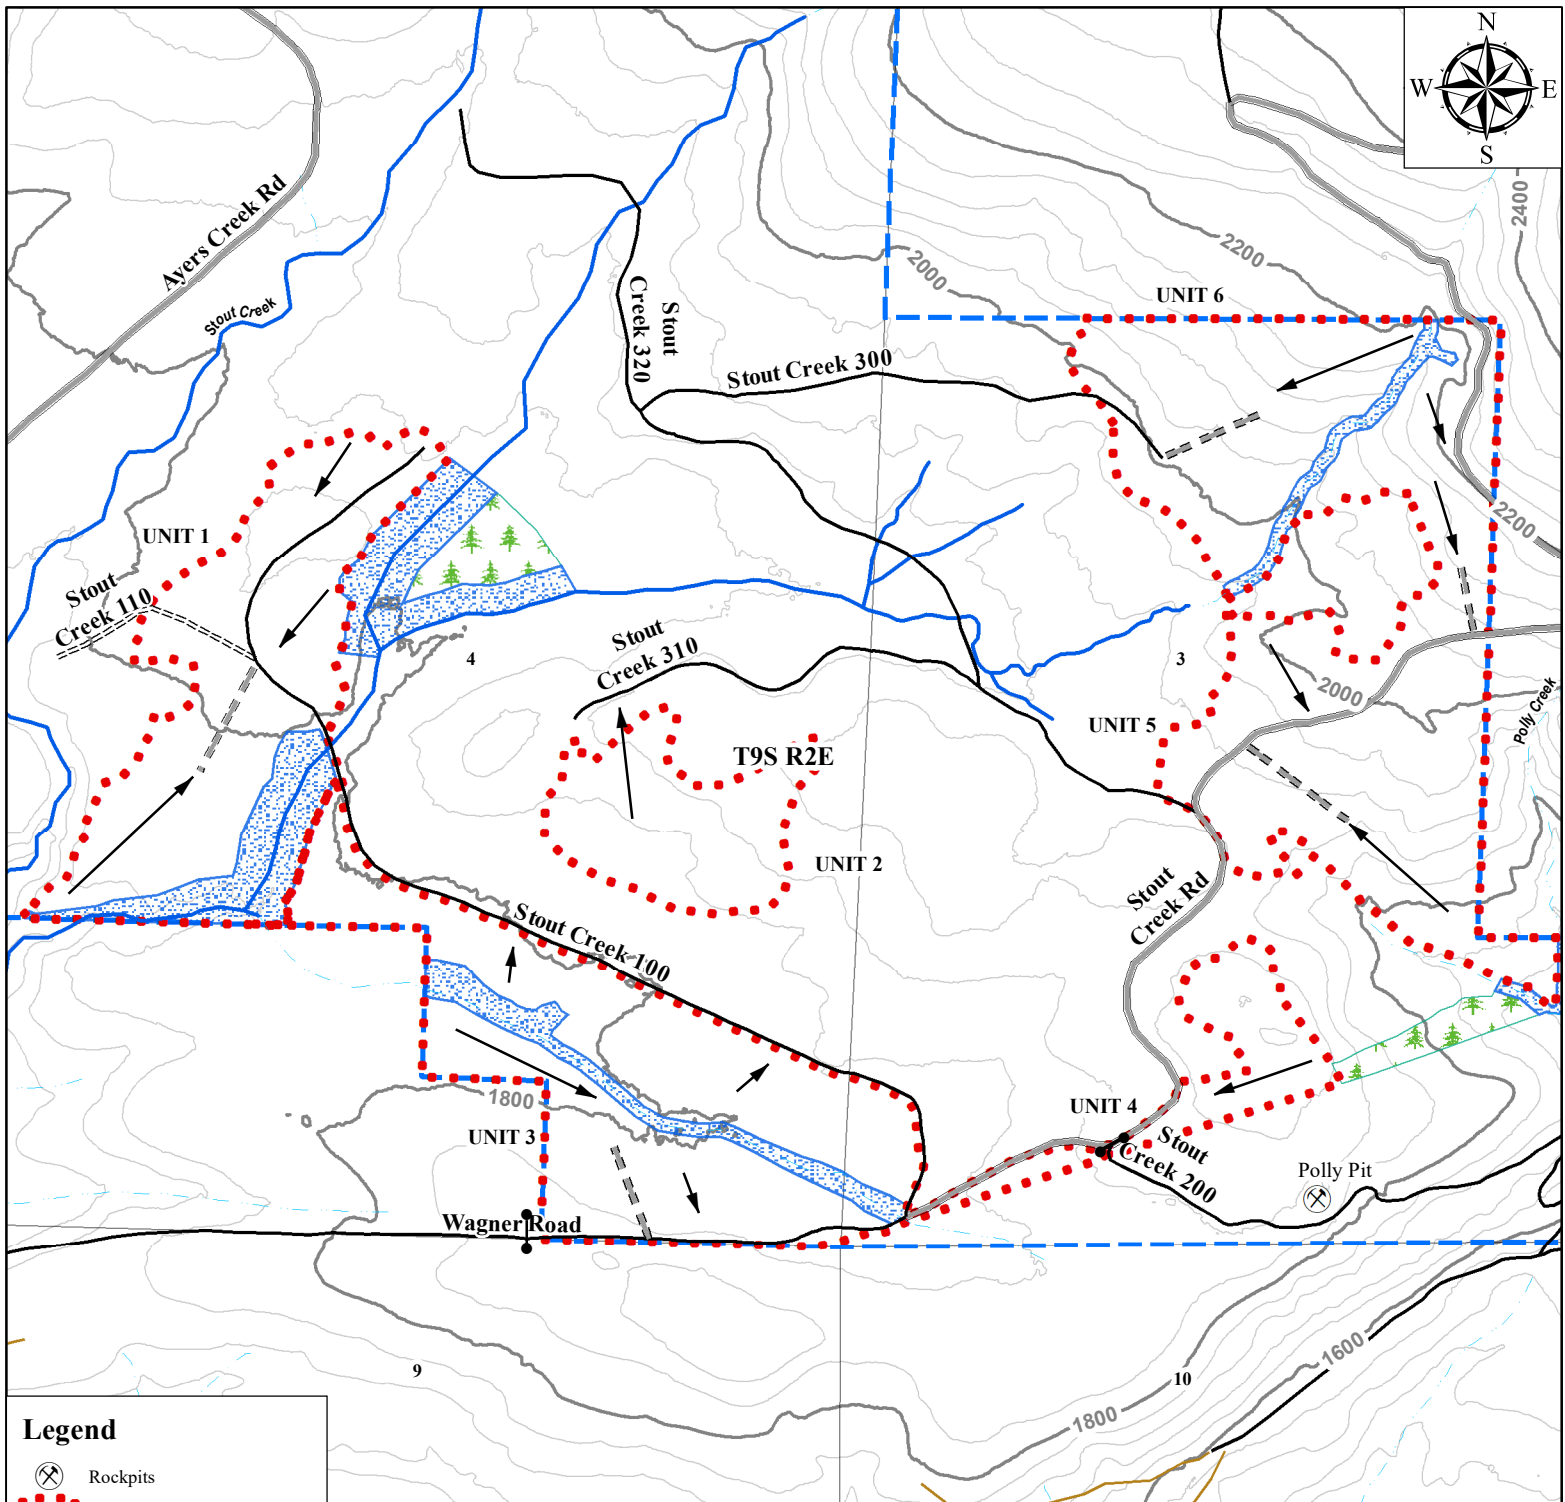 N
W E
S
2400
2200
2000
UNIT 6
Ayers Creek Rd
Stout Creek
Stout
Creek 320
Stout Creek 300
2200
UNIT 1
Stout
Creek 110
4
Stout
Creek 310
3
2000
UNIT 5
Polly Creek
T9S R2E
UNIT 2
Stout
Creek Rd
Stout Creek 100
1800
UNIT 3
UNIT 4
Stout
Creek 200
Polly Pit
Wagner Road
9
10
1600
1800
Legend
Rockpits